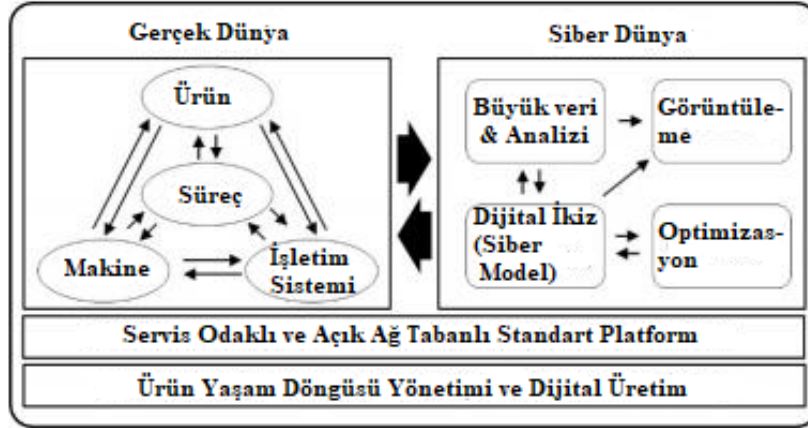 Gerçek Dünya
Ürün
Süreç
Makine
İşletim
Sistemi
Siber Dünya
Büyük veri
& Analizi
Görüntüle-
me
Dijital İkiz
(Siber
Model)
Optimizas-
yon
Servis Odaklı ve Açık Ağ Tabanlı Standart Platform
Ürün Yaşam Döngüsü Yönetimi ve Dijital Üretim